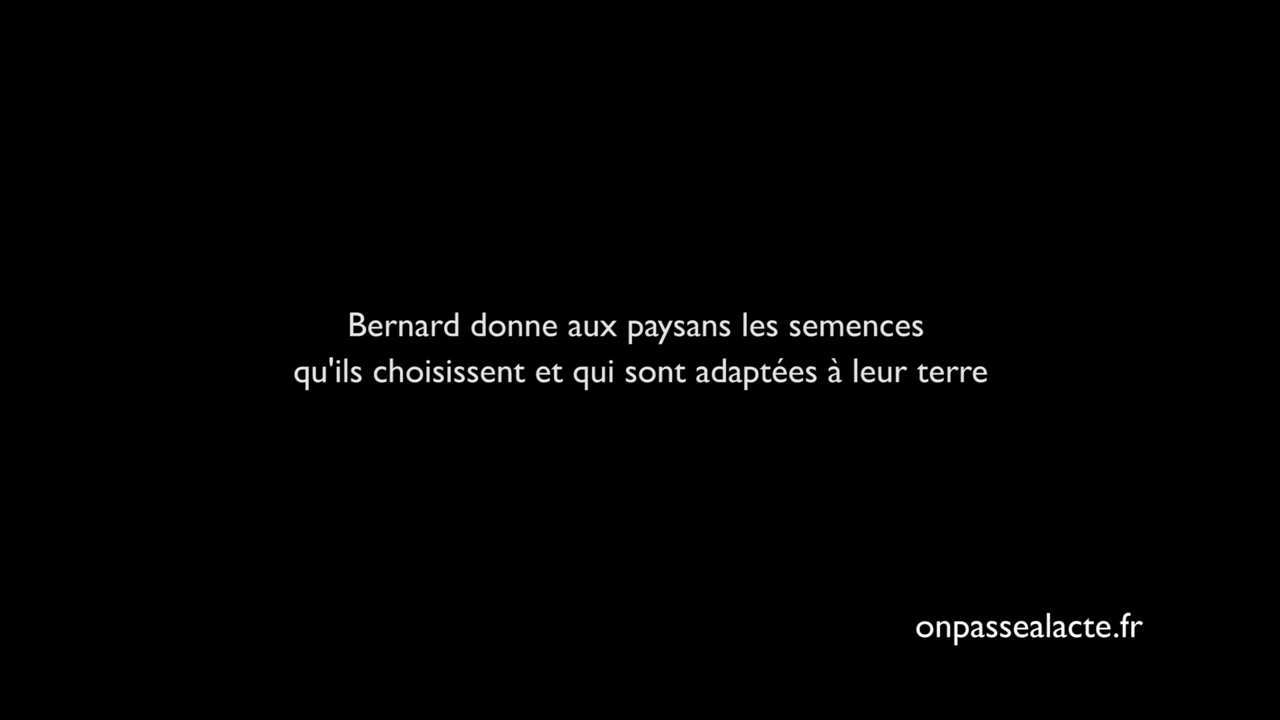 Bernard donne aux paysans les semences
qu'ils choisissent et qui sont adaptées à leur terre
onpassealacte.fr